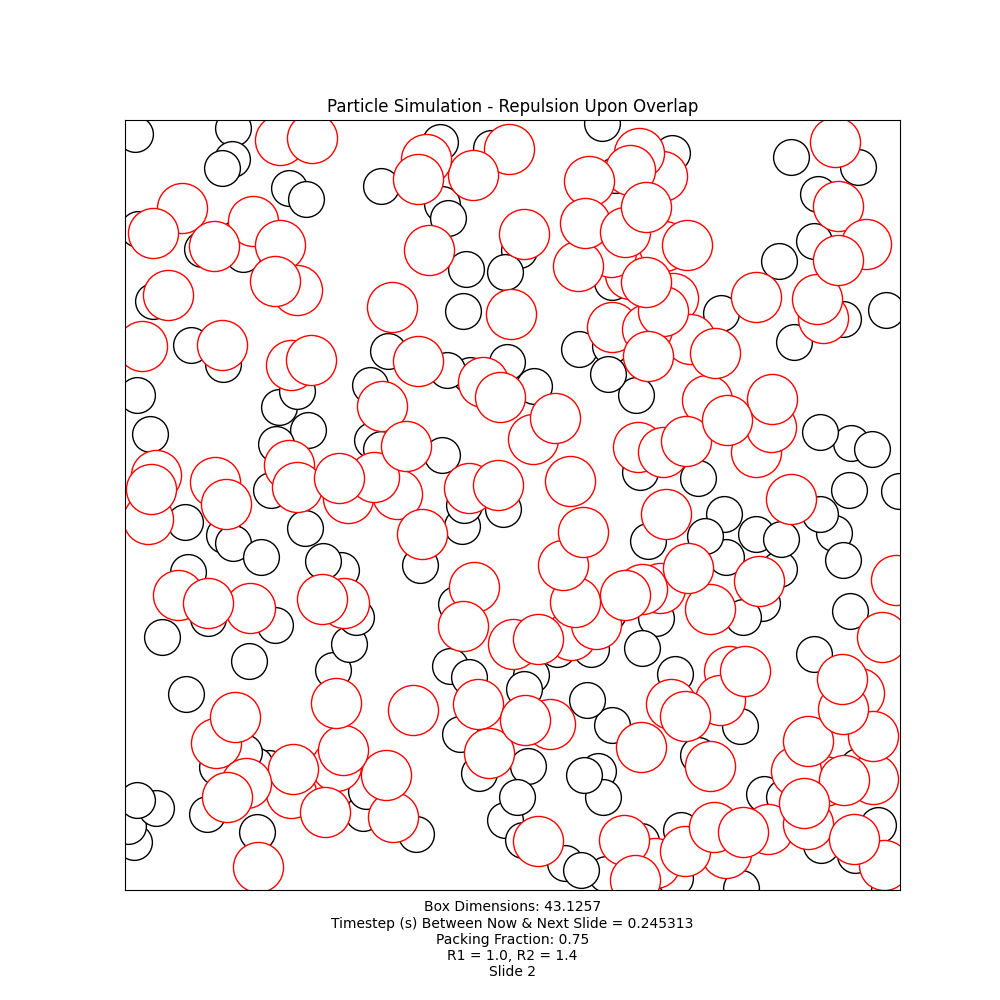 Particle Simulation - Repulsion Upon Overlap
Box Dimensions: 43.1257
Timestep (s) Between Now & Next Slide = 0.245313
Packing Fraction: 0.75
R1 = 1.0, R2 = 1.4
Slide 2